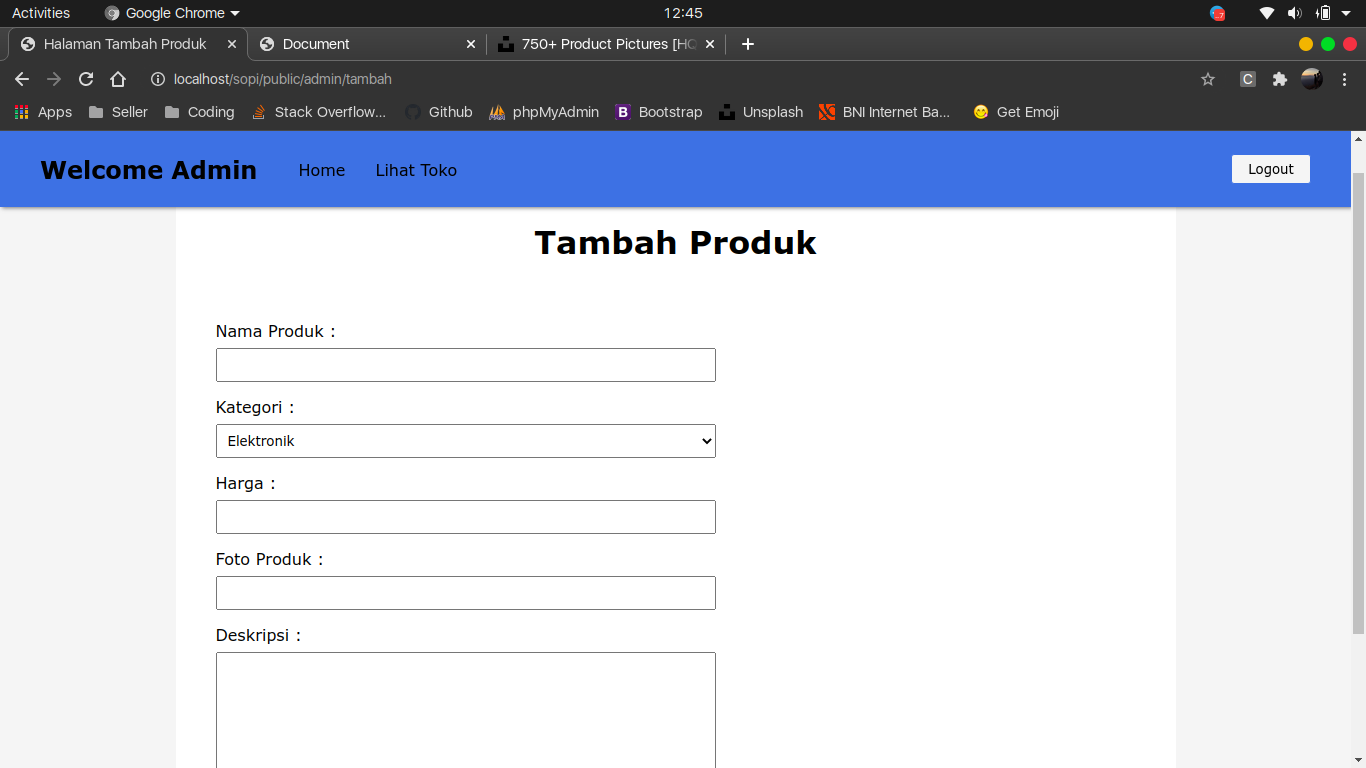 Activities Google Chrome 12:45
Halaman Tambah Produk Document 750+ Product Pictures [HQ
localhost/sopi/public/admin/tambah C
Apps Seller Coding Stack Overflow... Github phpMyAdmin B Bootstrap Unsplash BNI Internet Ba... Get Emoji
Welcome Admin Home Lihat Toko Logout
Tambah Produk
Nama Produk :
Kategori :
Elektronik
Harga :
Foto Produk :
Deskripsi :